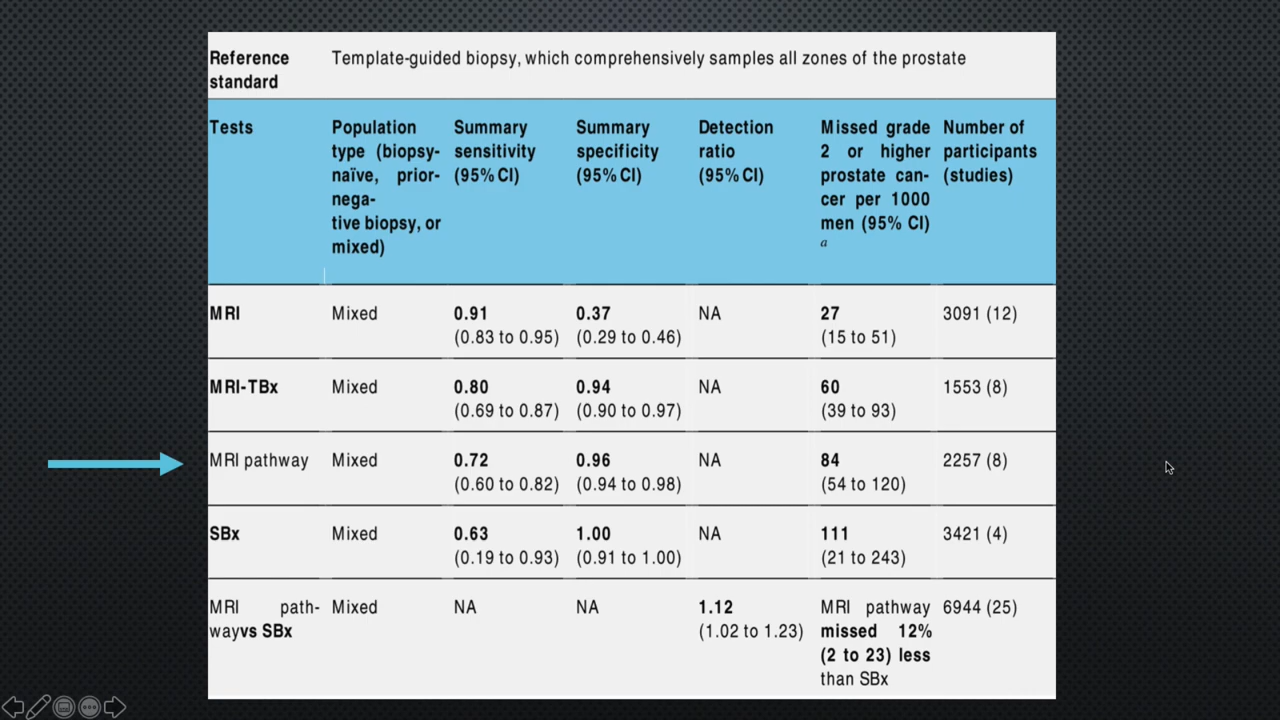 Reference standard
Template-guided biopsy, which comprehensively samples all zones of the prostate
Tests
Population
type (biopsy-
naïve, prior-
nega-
tive biopsy, or
mixed)
Summary
sensitivity
(95% CI)
Summary
specificity
(95% CI)
Detection
ratio
(95% CI)
Missed grade
2 or higher
prostate can-
cer per 1000
men (95% CI)
a
Number of
participants
(studies)
MRI
Mixed
0.91
(0.83 to 0.95)
0.37
(0.29 to 0.46)
NA
27
(15 to 51)
3091 (12)
MRI-TBx
Mixed
0.80
(0.69 to 0.87)
0.94
(0.90 to 0.97)
NA
60
(39 to 93)
1553 (8)
MRI pathway
Mixed
0.72
(0.60 to 0.82)
0.96
(0.94 to 0.98)
NA
84
(54 to 120)
2257 (8)
SBx
Mixed
0.63
(0.19 to 0.93)
1.00
(0.91 to 1.00)
NA
111
(21 to 243)
3421 (4)
MRI path-
wayvs SBx
Mixed
NA
NA
1.12
(1.02 to 1.23)
MRI pathway
missed 12%
(2 to 23) less
than SBx
6944 (25)